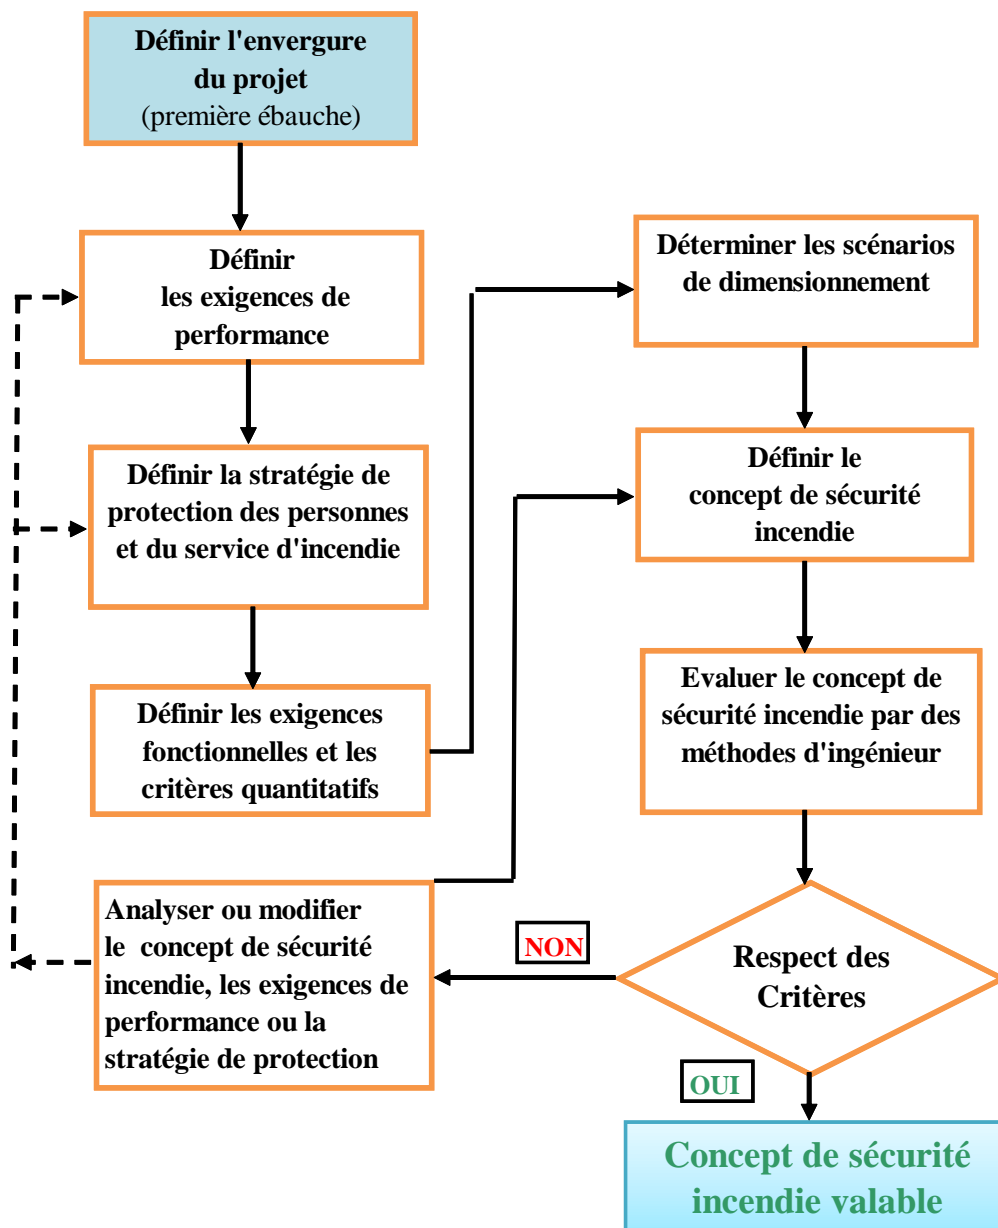 Définir l'envergure
du projet
(première ébauche)
Définir
les exigences de
performance
Définir la stratégie de
protection des personnes
et du service d'incendie
Définir les exigences
fonctionnelles et les
critères quantitatifs
Déterminer les scénarios
de dimensionnement
Définir le
concept de sécurité
incendie
Evaluer le concept de
sécurité incendie par des
méthodes d'ingénieur
Respect des
Critères
NON
Analyser ou modifier
le concept de sécurité
incendie, les exigences de
performance ou la
stratégie de protection
OUI
Concept de sécurité
incendie valable